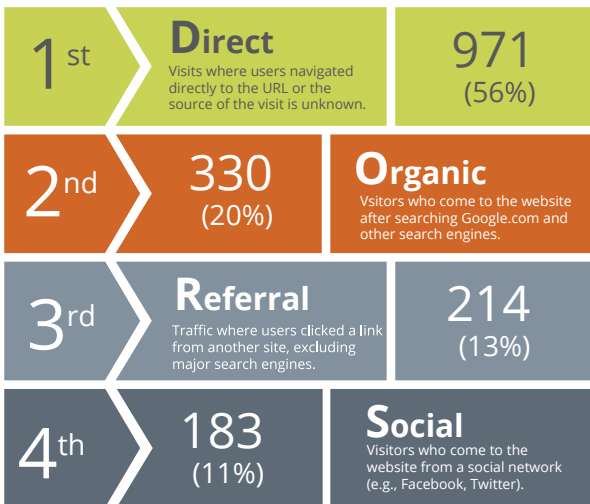 1st
Direct
Visits where users navigated
directly to the URL or the
source of the visit is unknown.
971
(56%)
2nd
330
(20%)
Organic
Vsitors who come to the website
after searching Google.com and
other search engines.
3rd
Referral
Traffic where users clicked a link
from another site, excluding
major search engines.
214
(13%)
4th
183
(11%)
Social
Visitors who come to the
website from a social network
(e.g., Facebook, Twitter).